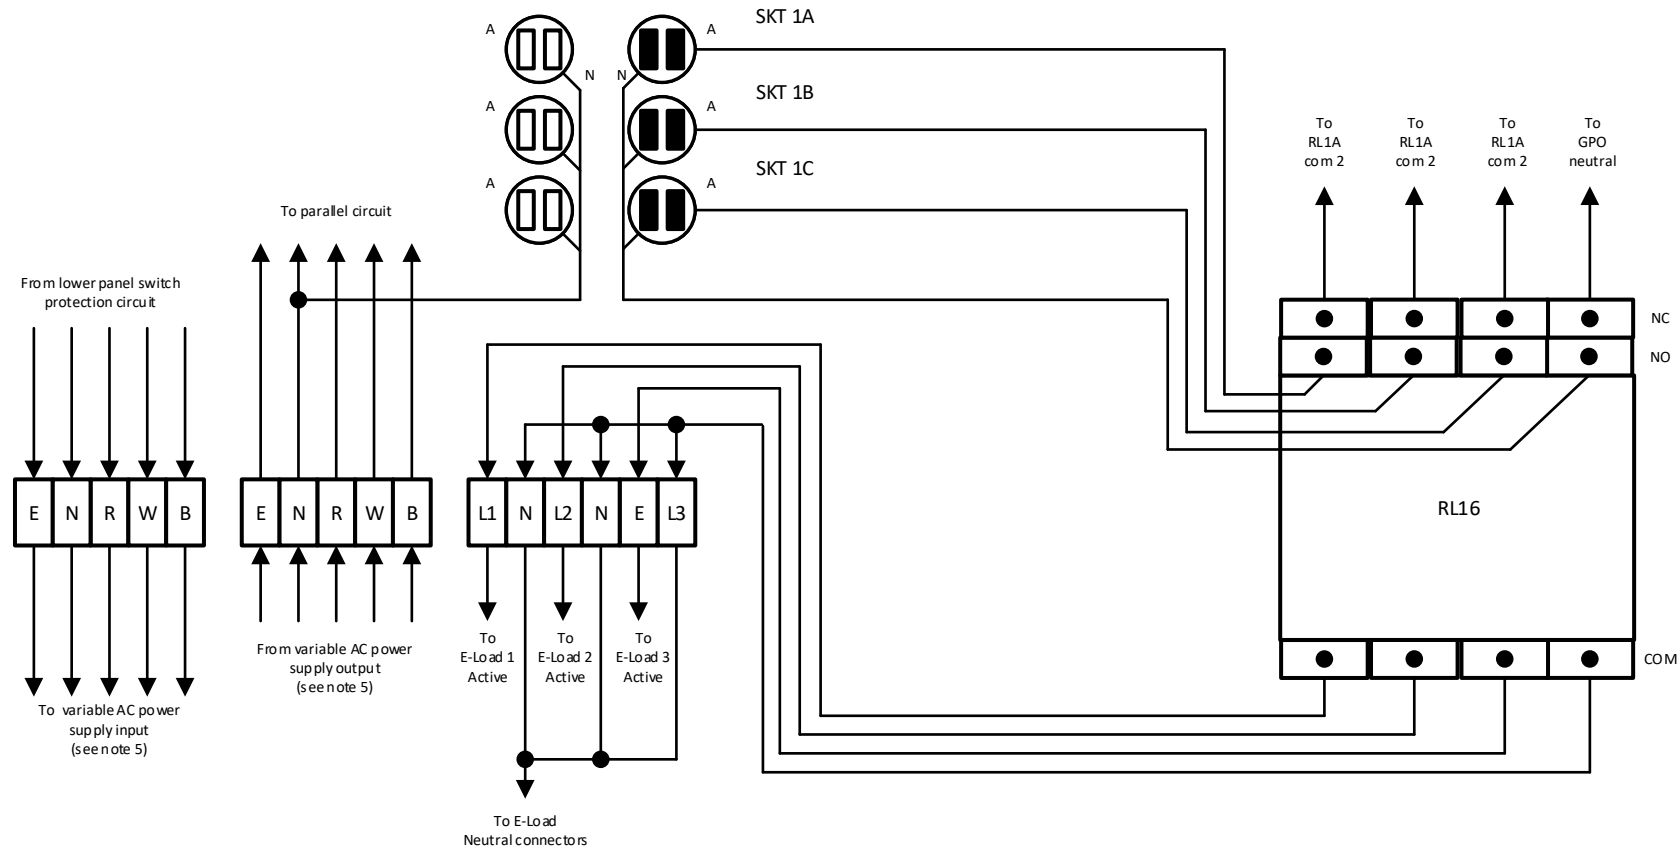 SKT 1A
A
A
N
N
SKT 1B
A
A
SKT 1C
A
A
To
RL1A
com 2
To
RL1A
com 2
To
RL1A
com 2
To
GPO
neutral
To parallel circuit
From lower panel switch
protection circuit
NC
NO
E N R W B
E N R W B
L1 N L2 N E L3
RL16
From variable AC power
supply output
(see note 5)
To
E-Load 1
Active
To
E-Load 2
Active
To
E-Load 3
Active
COM
To variable AC power
supply input
(see note 5)
To E-Load
Neutral connectors